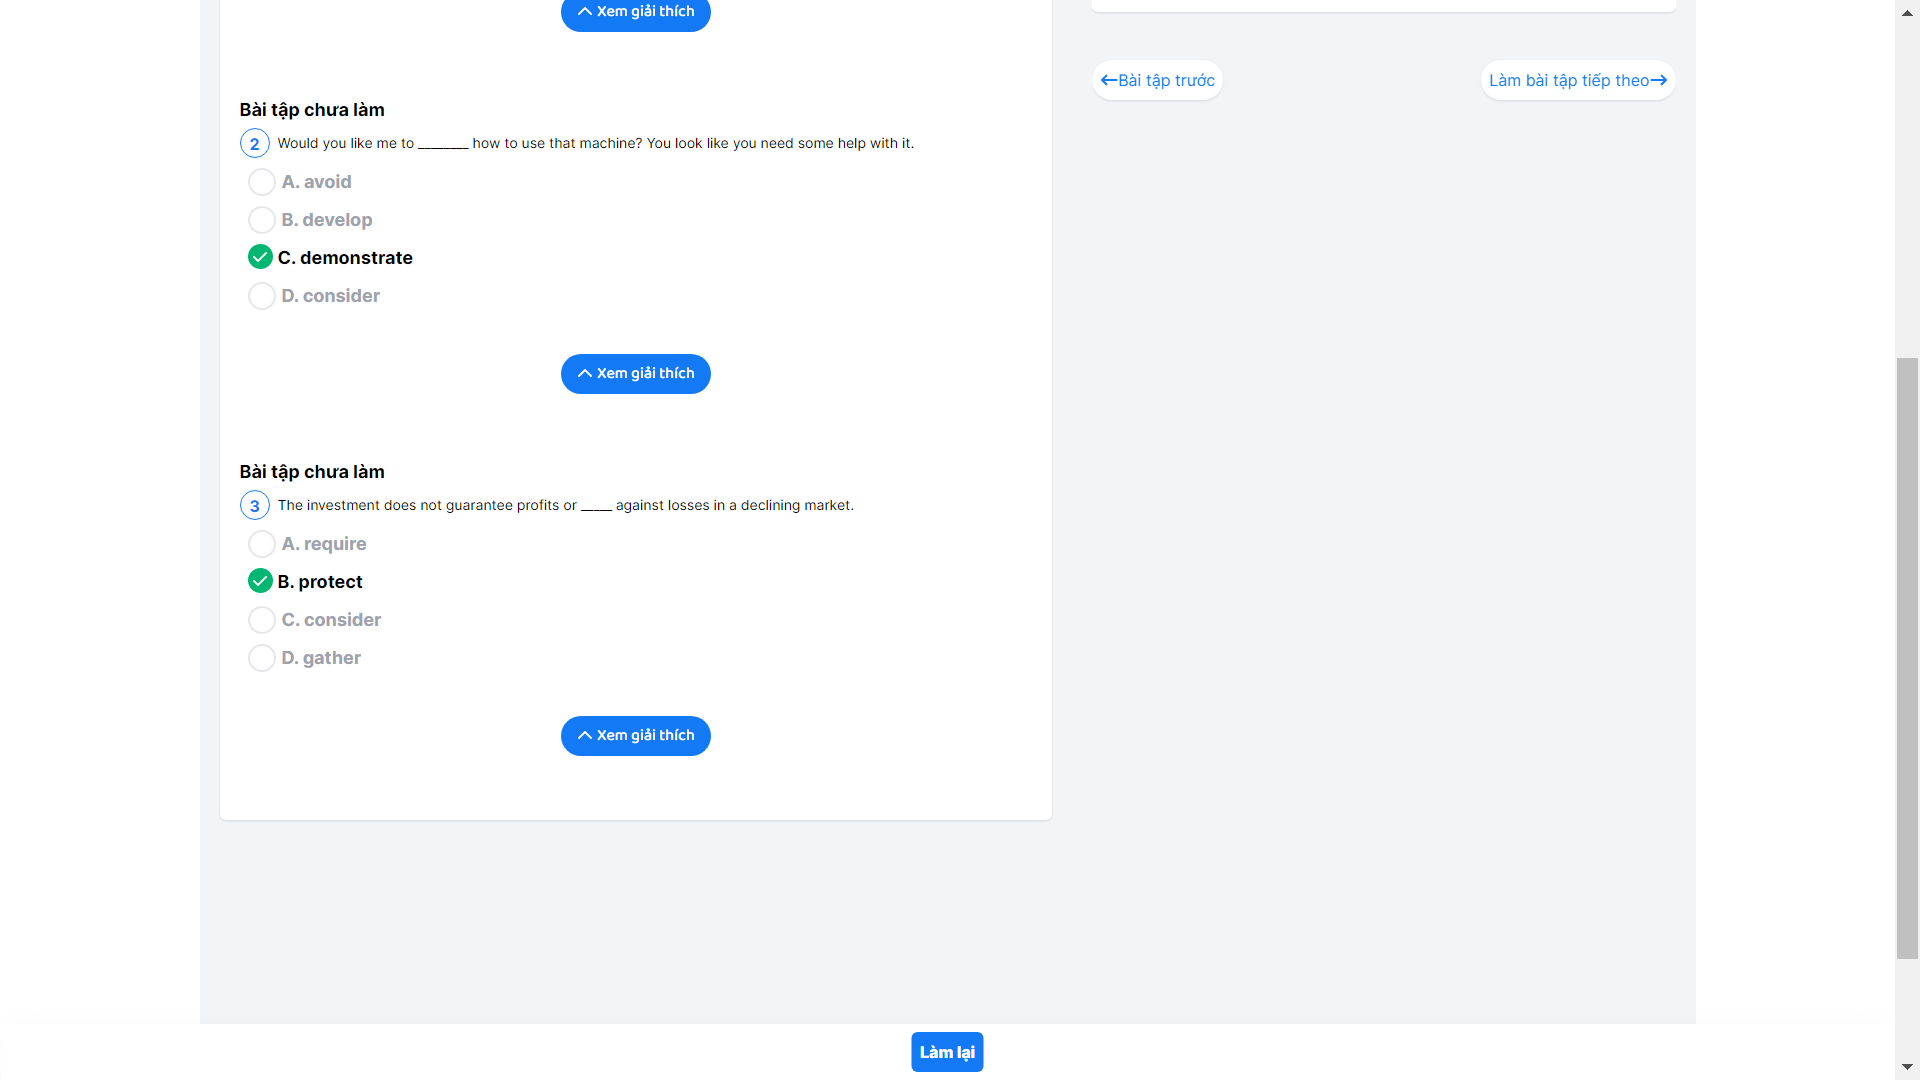 Xem giải thích
Bài tập trước
Làm bài tập tiếp theo
Bài tập chưa làm
2 Would you like me to ________ how to use that machine? You look like you need some help with it.
A. avoid
B. develop
C. demonstrate
D. consider
Xem giải thích
Bài tập chưa làm
3 The investment does not guarantee profits or _____ against losses in a declining market.
A. require
B. protect
C. consider
D. gather
Xem giải thích
Làm lại